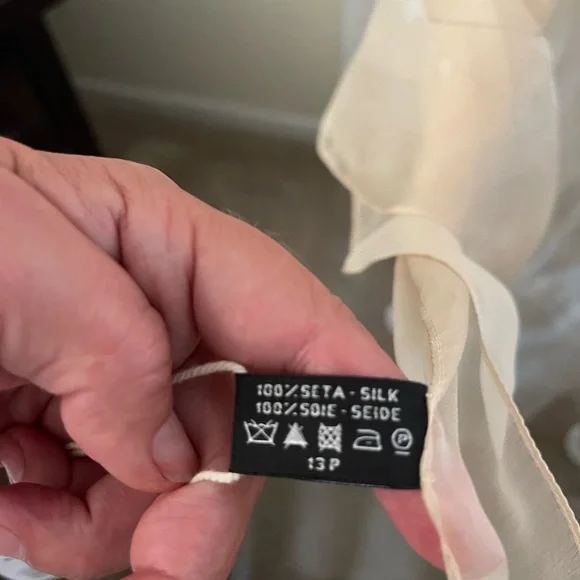 100% SETA - SILK
100% SOIE - SEIDE
P
13 P